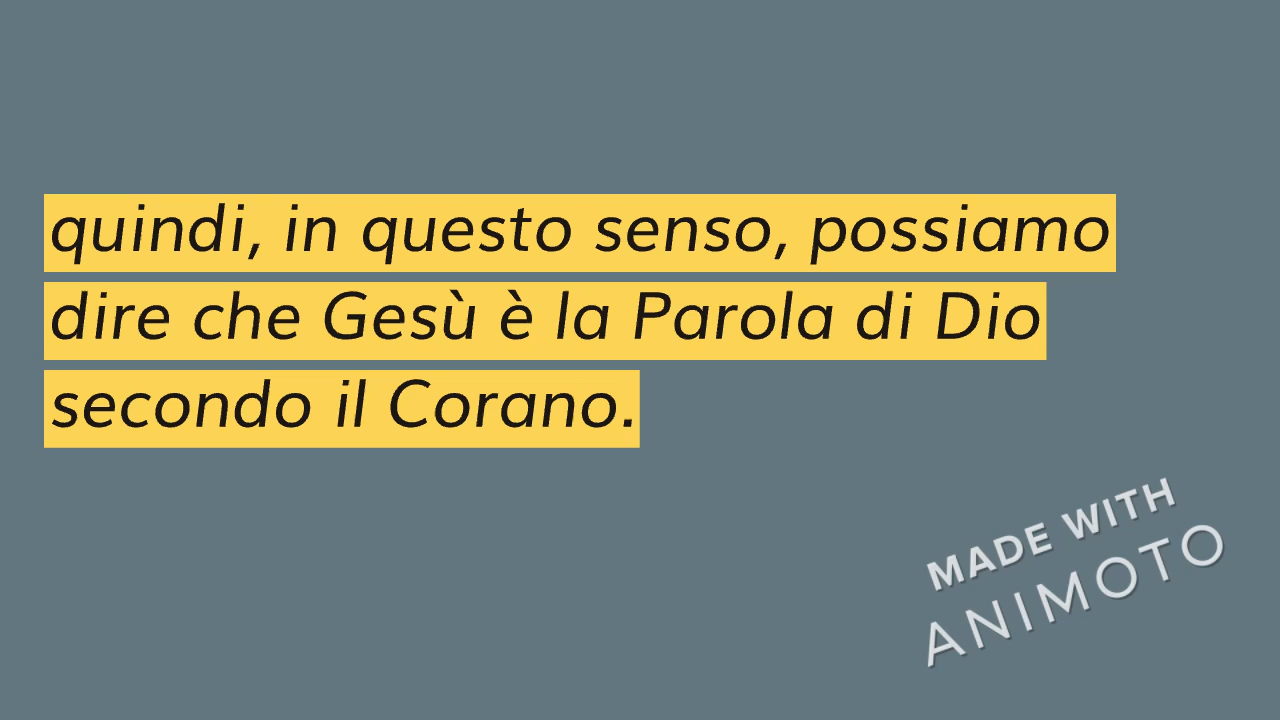 quindi, in questo senso, possiamo
dire che Gesù è la Parola di Dio
secondo il Corano.
MADE WITH
ANIMOTO